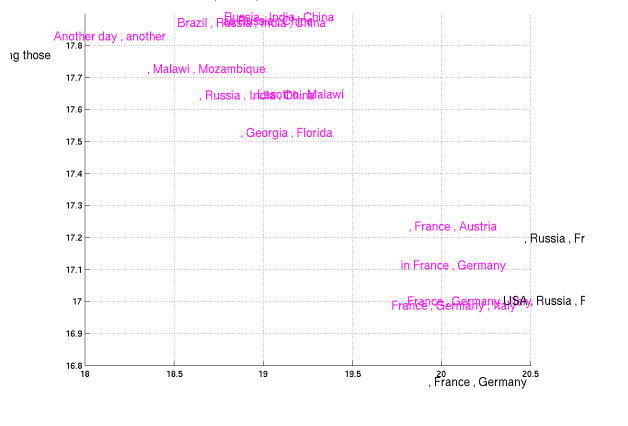 Russia , India , China
Brazil , Russia , India , China
Another day , another
17.8
ng those
17.7
, Malawi , Mozambique
17.6
, Russia , India , China
, Lesotho , Malawi
17.5
, Georgia , Florida
17.4
17.3
, France , Austria
17.2
, Russia , Fr
17.1
in France , Germany
17
France , Germany , Italy
USA , Russia , F
France , Germany , Italy
16.9
16.8
18
18.5
19
19.5
20
20.5
, France , Germany